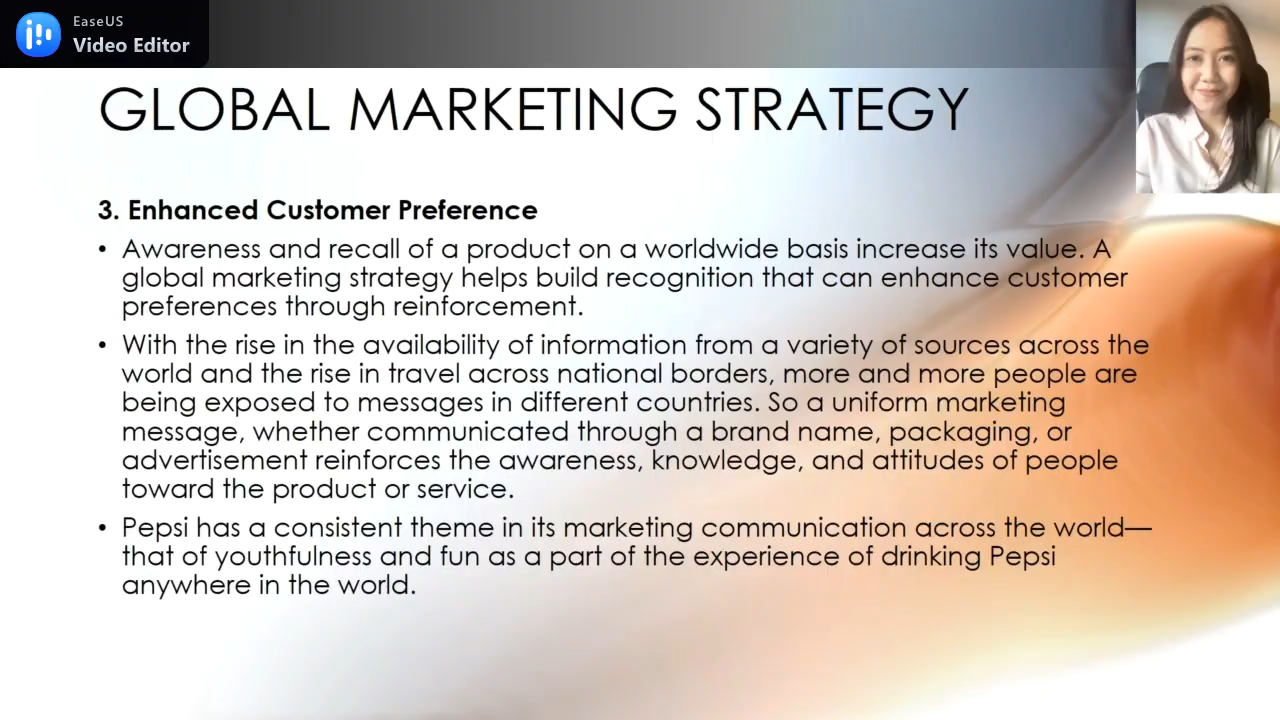 EaseUS
Video Editor
GLOBAL MARKETING STRATEGY
3. Enhanced Customer Preference
• Awareness and recall of a product on a worldwide basis increase its value. A
global marketing strategy helps build recognition that can enhance customer
preferences through reinforcement.
• With the rise in the availability of information from a variety of sources across the
world and the rise in travel across national borders, more and more people are
being exposed to messages in different countries. So a uniform marketing
message, whether communicated through a brand name, packaging, or
advertisement reinforces the awareness, knowledge, and attitudes of people
toward the product or service.
• Pepsi has a consistent theme in its marketing communication across the world—
that of youthfulness and fun as a part of the experience of drinking Pepsi
anywhere in the world.